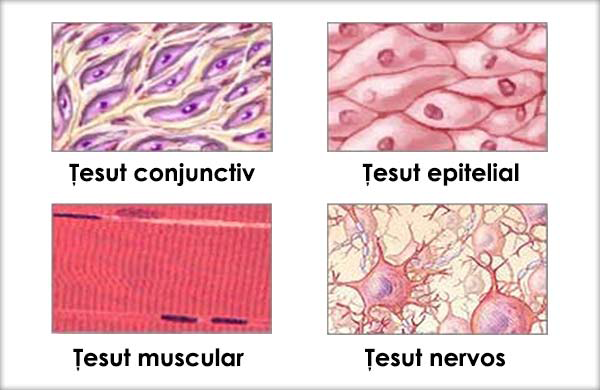 Țesut conjunctiv
Țesut epitelial
Țesut muscular
Țesut nervos